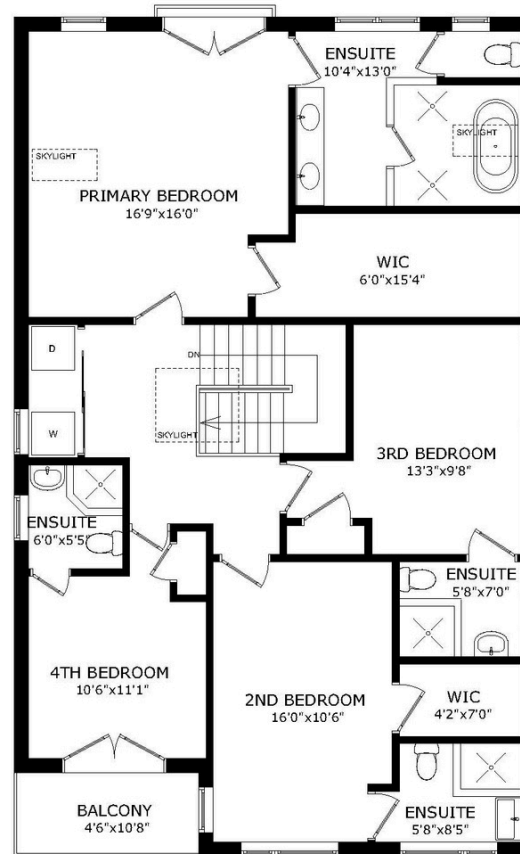 ENSUITE
10'4"x13'0"
SKYLIGHT
SKYLIGHT
PRIMARY BEDROOM
16'9"x16'0"
WIC
6'0"x15'4"
D
DN
W
SKYLIGHT
3RD BEDROOM
13'3"x9'8"
ENSUITE
6'0"x5'5"
ENSUITE
5'8"x7'0"
4TH BEDROOM
10'6"x11'1"
2ND BEDROOM
16'0"x10'6"
WIC
4'2"x7'0"
BALCONY
4'6"x10'8"
ENSUITE
5'8"x8'5"